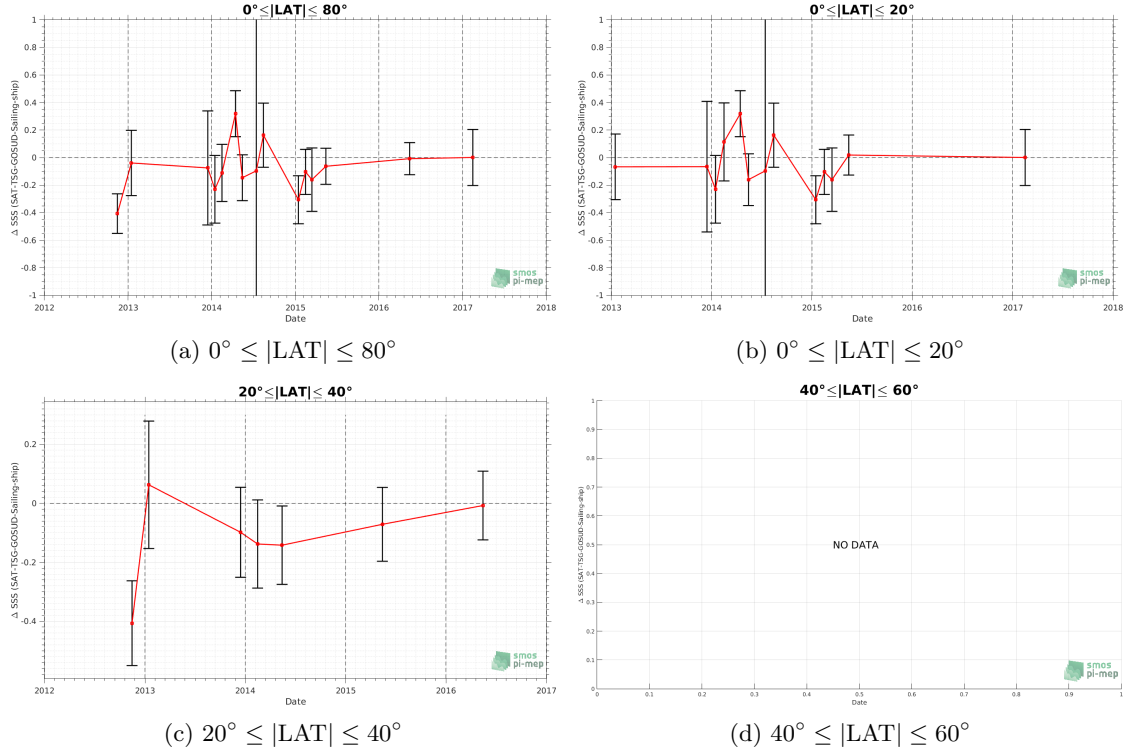 0°≤|LAT|≤ 80°
1
0.8
0.6
0.4
0.2
0
-0.2
-0.4
-0.6
-0.8
-1
Δ SSS (SAT-TSG-GOSUD-Sailing-ship)
2012 2013 2014 2015 2016 2017 2018
Date
smos
pi-mep
(a) 0° ≤ |LAT| ≤ 80°
0°≤|LAT|≤ 20°
1
0.8
0.6
0.4
0.2
0
-0.2
-0.4
-0.6
-0.8
-1
Δ SSS (SAT-TSG-GOSUD-Sailing-ship)
2013 2014 2015 2016 2017 2018
Date
smos
pi-mep
(b) 0° ≤ |LAT| ≤ 20°
20°≤|LAT|≤ 40°
0.2
0
-0.2
-0.4
Δ SSS (SAT-TSG-GOSUD-Sailing-ship)
2012 2013 2014 2015 2016 2017
Date
smos
pi-mep
(c) 20° ≤ |LAT| ≤ 40°
40°≤|LAT|≤ 60°
1
0.9
0.8
0.7
0.6
0.5
0.4
0.3
0.2
0.1
0
Δ SSS (SAT-TSG-GOSUD-Sailing-ship)
NO DATA
0 0.1 0.2 0.3 0.4 0.5 0.6 0.7 0.8 0.9 1
Date
smos
pi-mep
(d) 40° ≤ |LAT| ≤ 60°